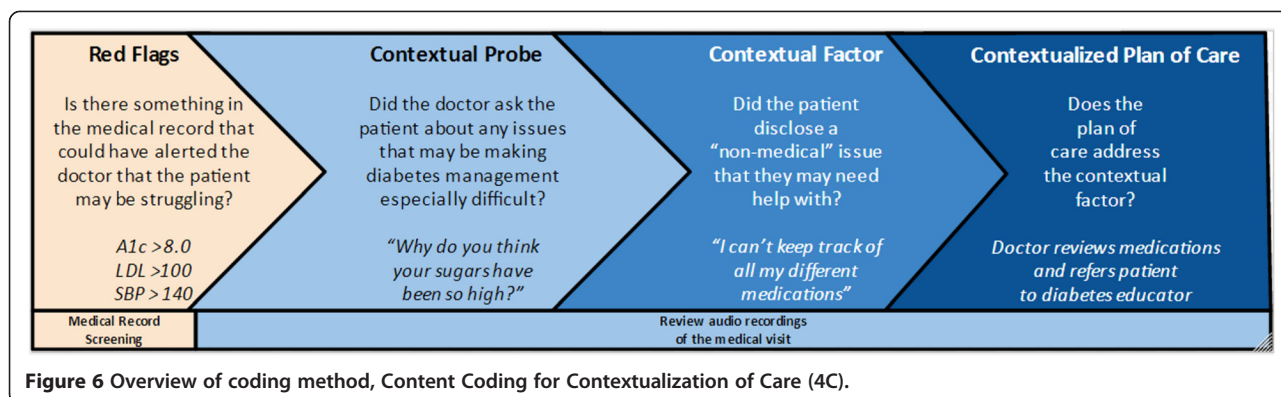 Red Flags
Is there something in
the medical record that
could have alerted the
doctor that the patient
may be struggling?
A1c >8.0
LDL >100
SBP > 140
Contextual Probe
Did the doctor ask the
patient about any issues
that may be making
diabetes management
especially difficult?
“Why do you think
your sugars have
been so high?”
Contextual Factor
Did the patient
disclose a
“non-medical” issue
that they may need
help with?
“I can’t keep track of
all my different
medications”
Contextualized Plan of Care
Does the
plan of
care address
the contextual
factor?
Doctor reviews medications
and refers patient
to diabetes educator
Medical Record
Screening
Review audio recordings
of the medical visit
Figure 6 Overview of coding method, Content Coding for Contextualization of Care (4C).